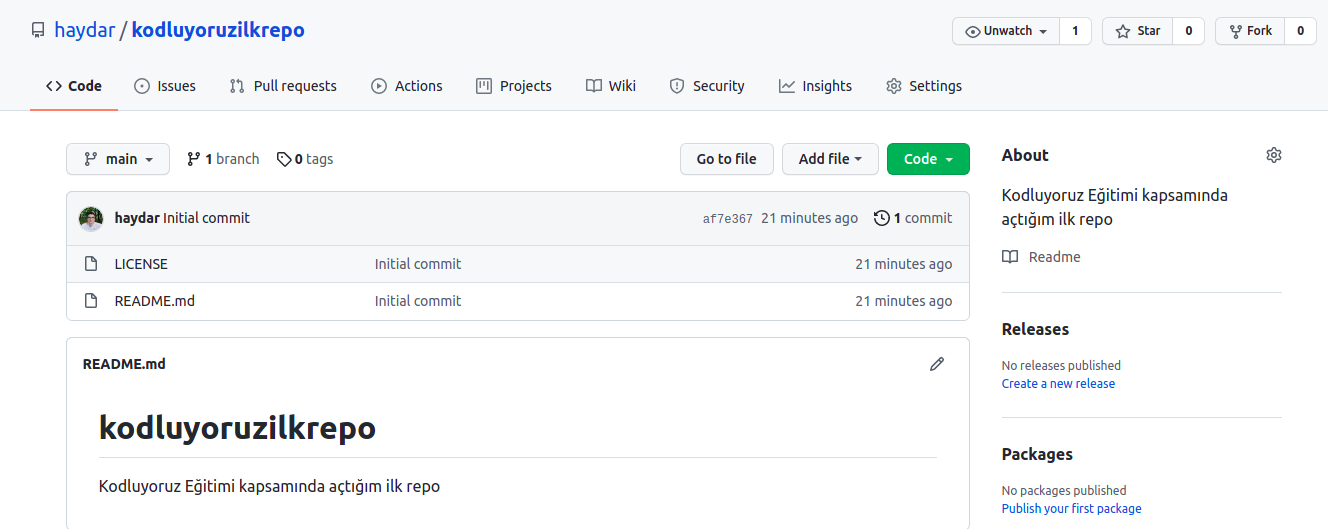 haydar / kodluyoruzilkrepo
Unwatch 1 Star 0 Fork 0
Code Issues Pull requests Actions Projects Wiki Security Insights Settings
main 1 branch 0 tags Go to file Add file Code
haydar Initial commit af7e367 21 minutes ago 1 commit
LICENSE Initial commit 21 minutes ago
README.md Initial commit 21 minutes ago
README.md
kodluyoruzilkrepo
Kodluyoruz Eğitimi kapsamında açtığım ilk repo
About
Kodluyoruz Eğitimi kapsamında
açtığım ilk repo
Readme
Releases
No releases published
Create a new release
Packages
No packages published
Publish your first package